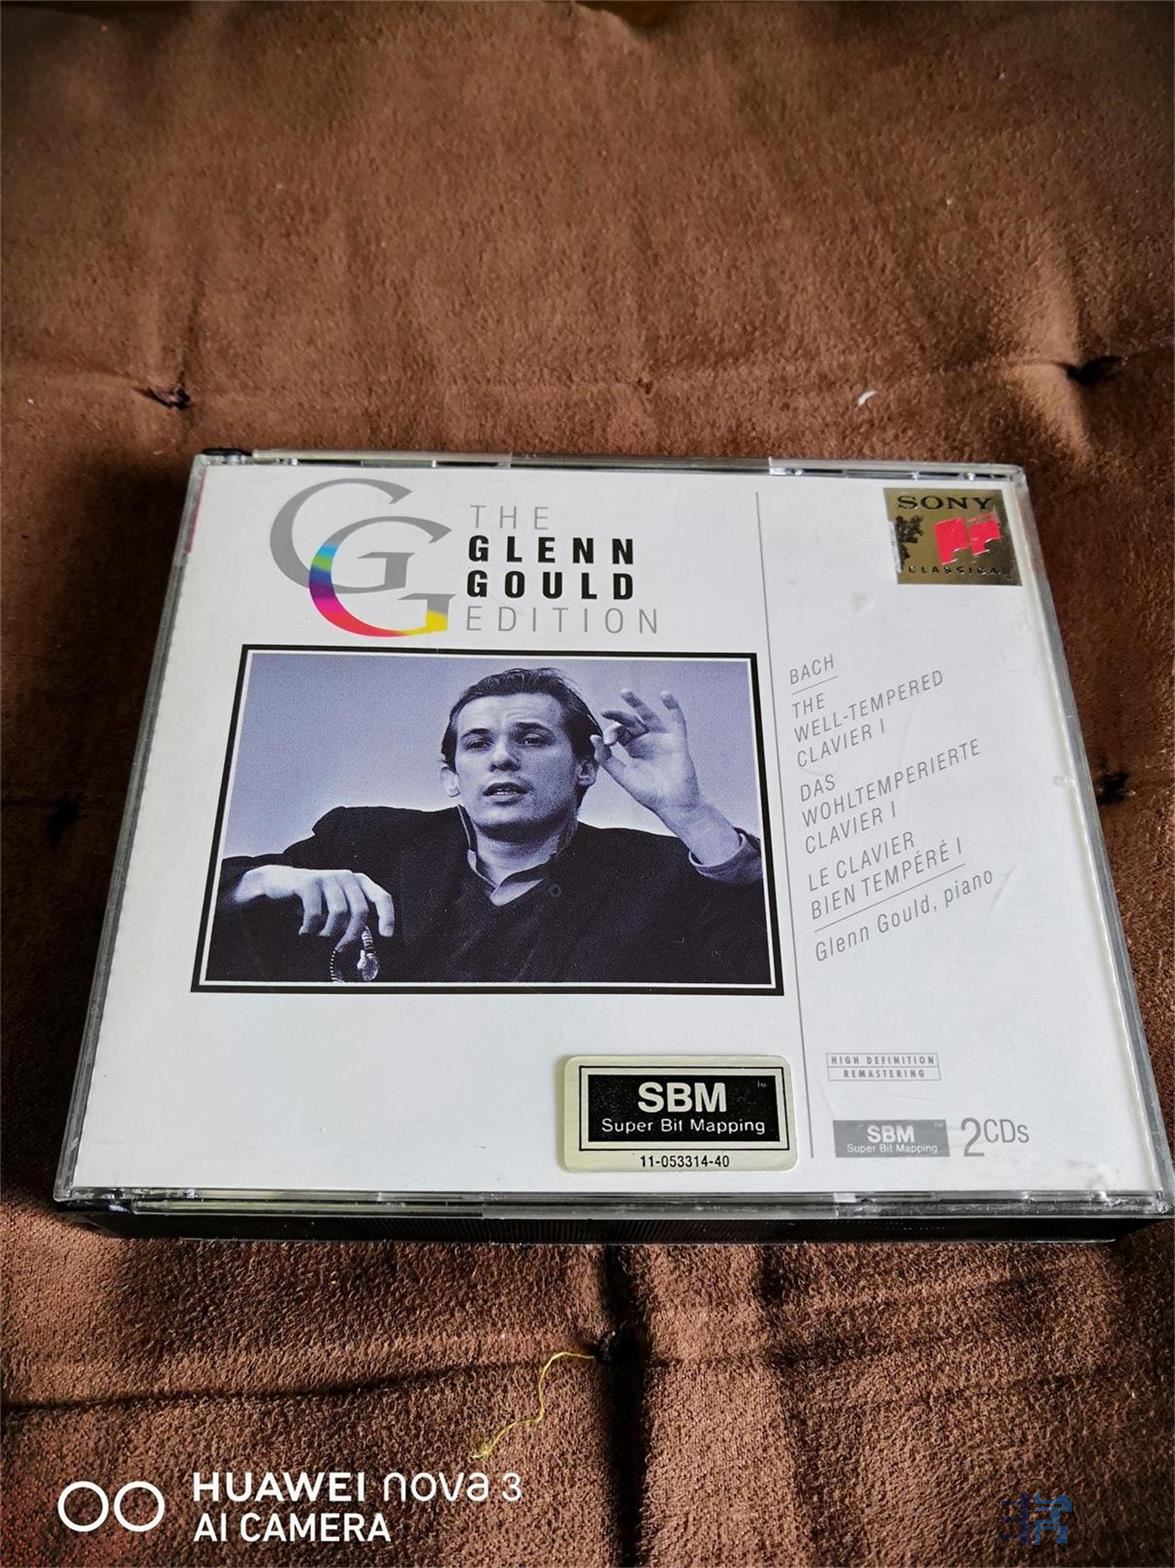 THE
GLENN
GOULD
EDITION
SONY
CLASSICAL
BACH
THE
WELL-TEMPERED
CLAVIER I
DAS
WOHLTEMPERIERTE
CLAVIER I
LE CLAVIER
BIEN TEMPÉRÉ I
Glenn Gould, piano
HIGH DEFINITION
REMASTERING
SBM
Super Bit Mapping
2CDs
SBM™
Super Bit Mapping
11-053314-40
HUAWEI nova 3
AI CAMERA